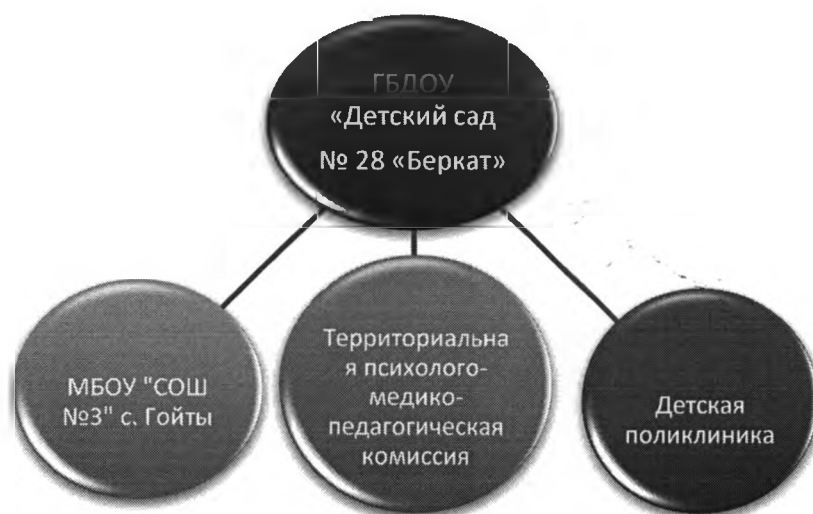 ГБДОУ
«Детский сад
№ 28 «Беркат»
МБОУ "СОШ
№3" с. Гойты
Территориальна
я психолого-
медико-
педагогическая
комиссия
Детская
поликлиника